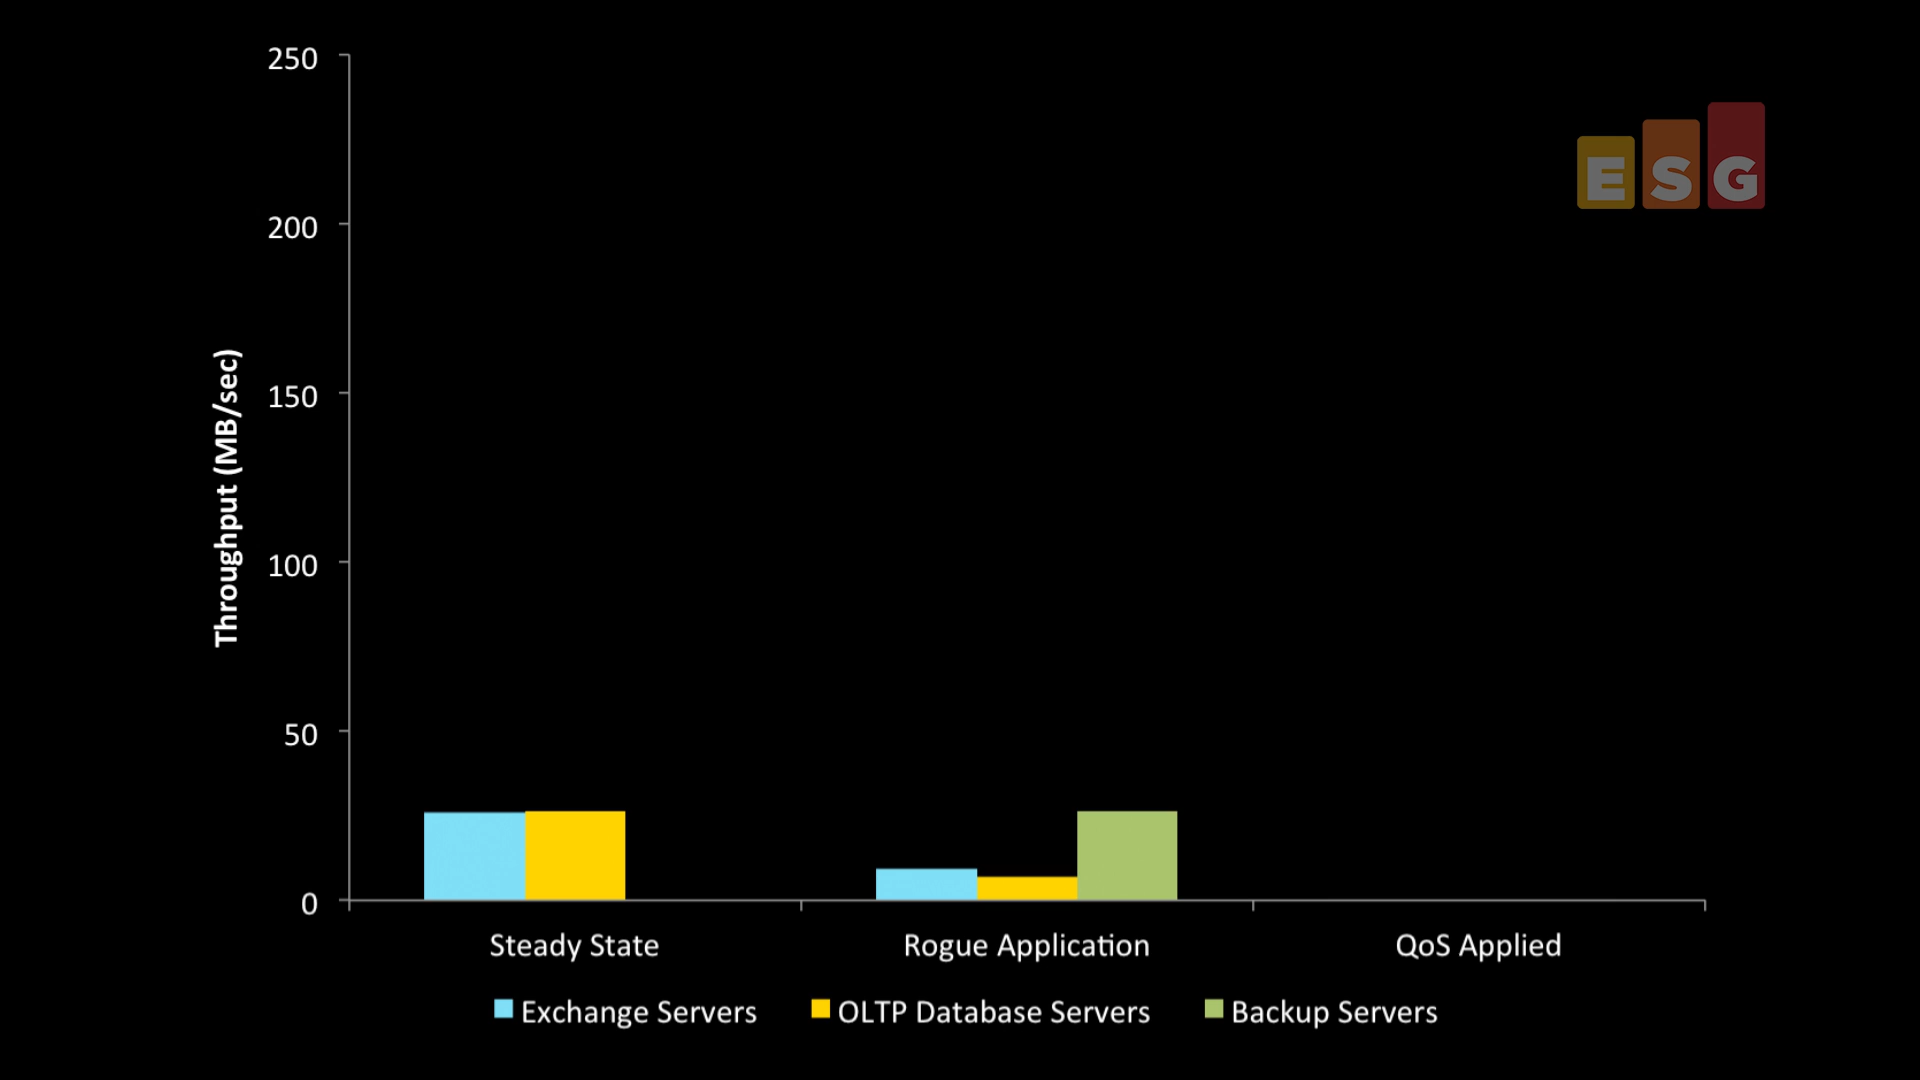 250
200
150
100
50
0
Throughput (MB/sec)
ESG
Steady State
Rogue Application
QoS Applied
Exchange Servers
OLTP Database Servers
Backup Servers